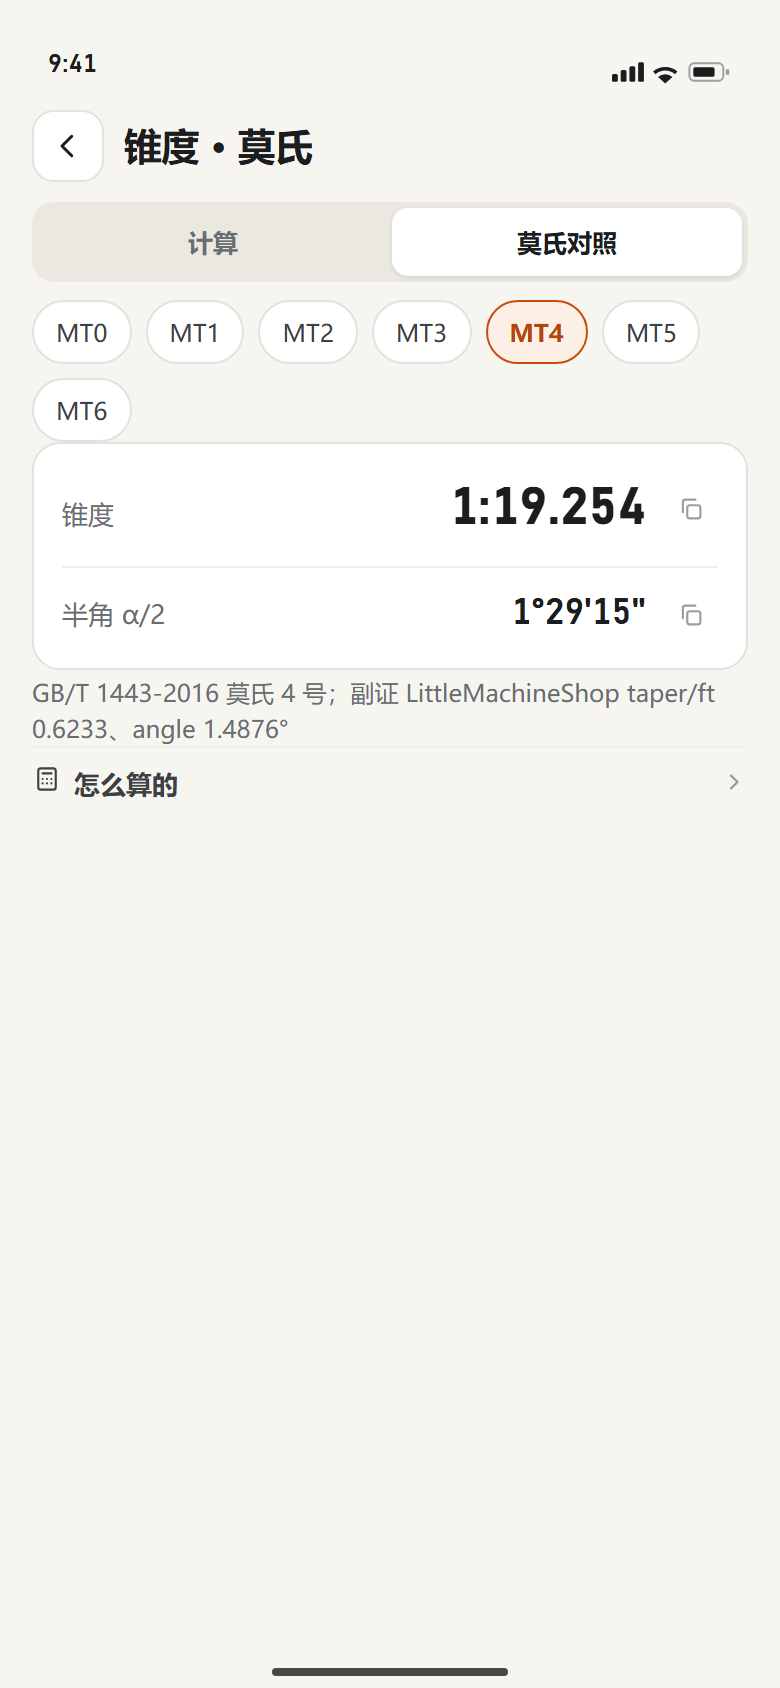 9:41
锥度·莫氏
计算
莫氏对照
MT0
MT1
MT2
MT3
MT4
MT5
MT6
锥度
1:19.254
半角 α/2
1°29'15"
GB/T 1443-2016 莫氏 4 号；副证 LittleMachineShop taper/ft
0.6233、angle 1.4876°
怎么算的